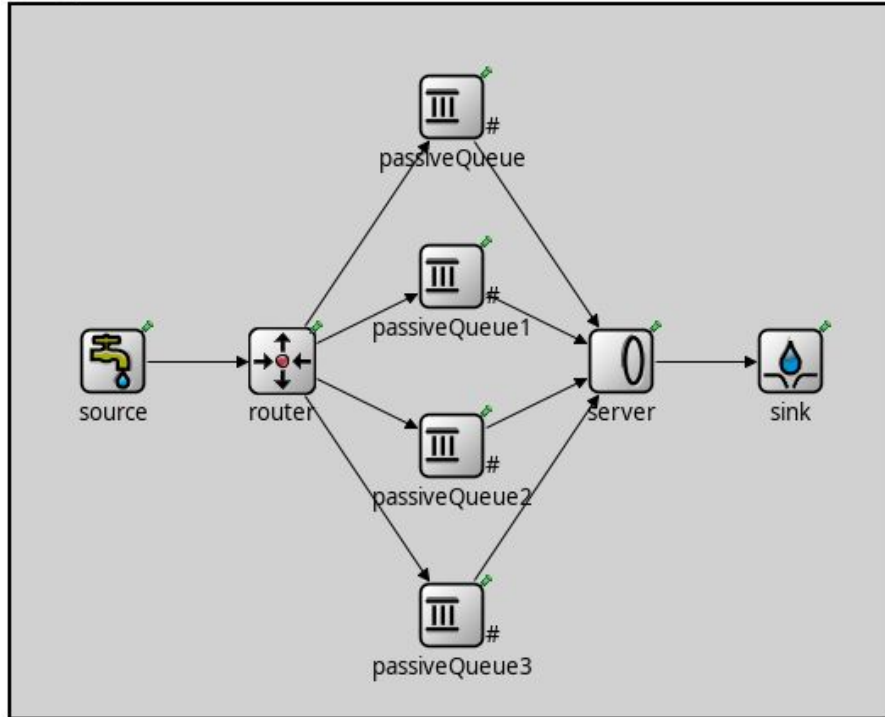 #
passiveQueue
#
passiveQueue1
source
router
server
sink
#
passiveQueue2
#
passiveQueue3